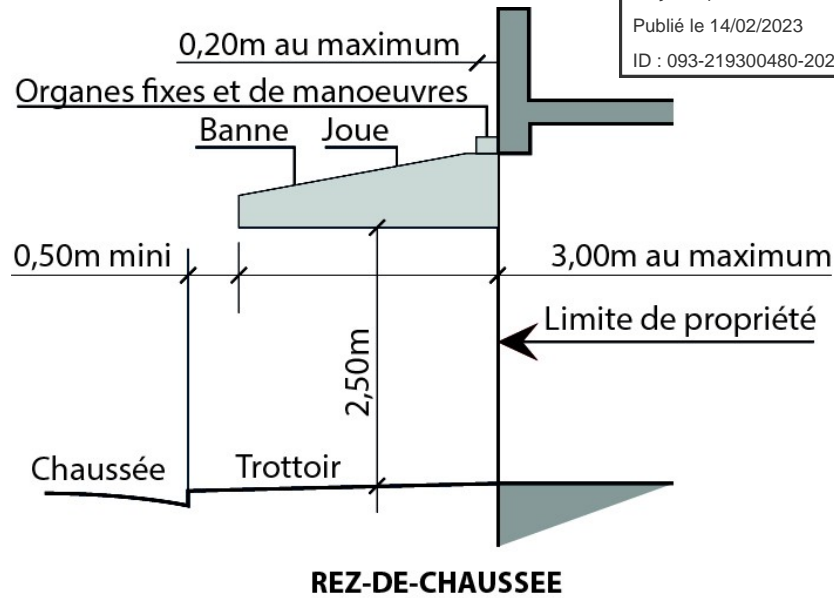 Publié le 14/02/2023
ID : 093-219300480-202
0,20m au maximum
Organes fixes et de manoeuvres
Banne Joue
0,50m mini
3,00m au maximum
Limite de propriété
2,50m
Chaussée Trottoir
REZ-DE-CHAUSSEE